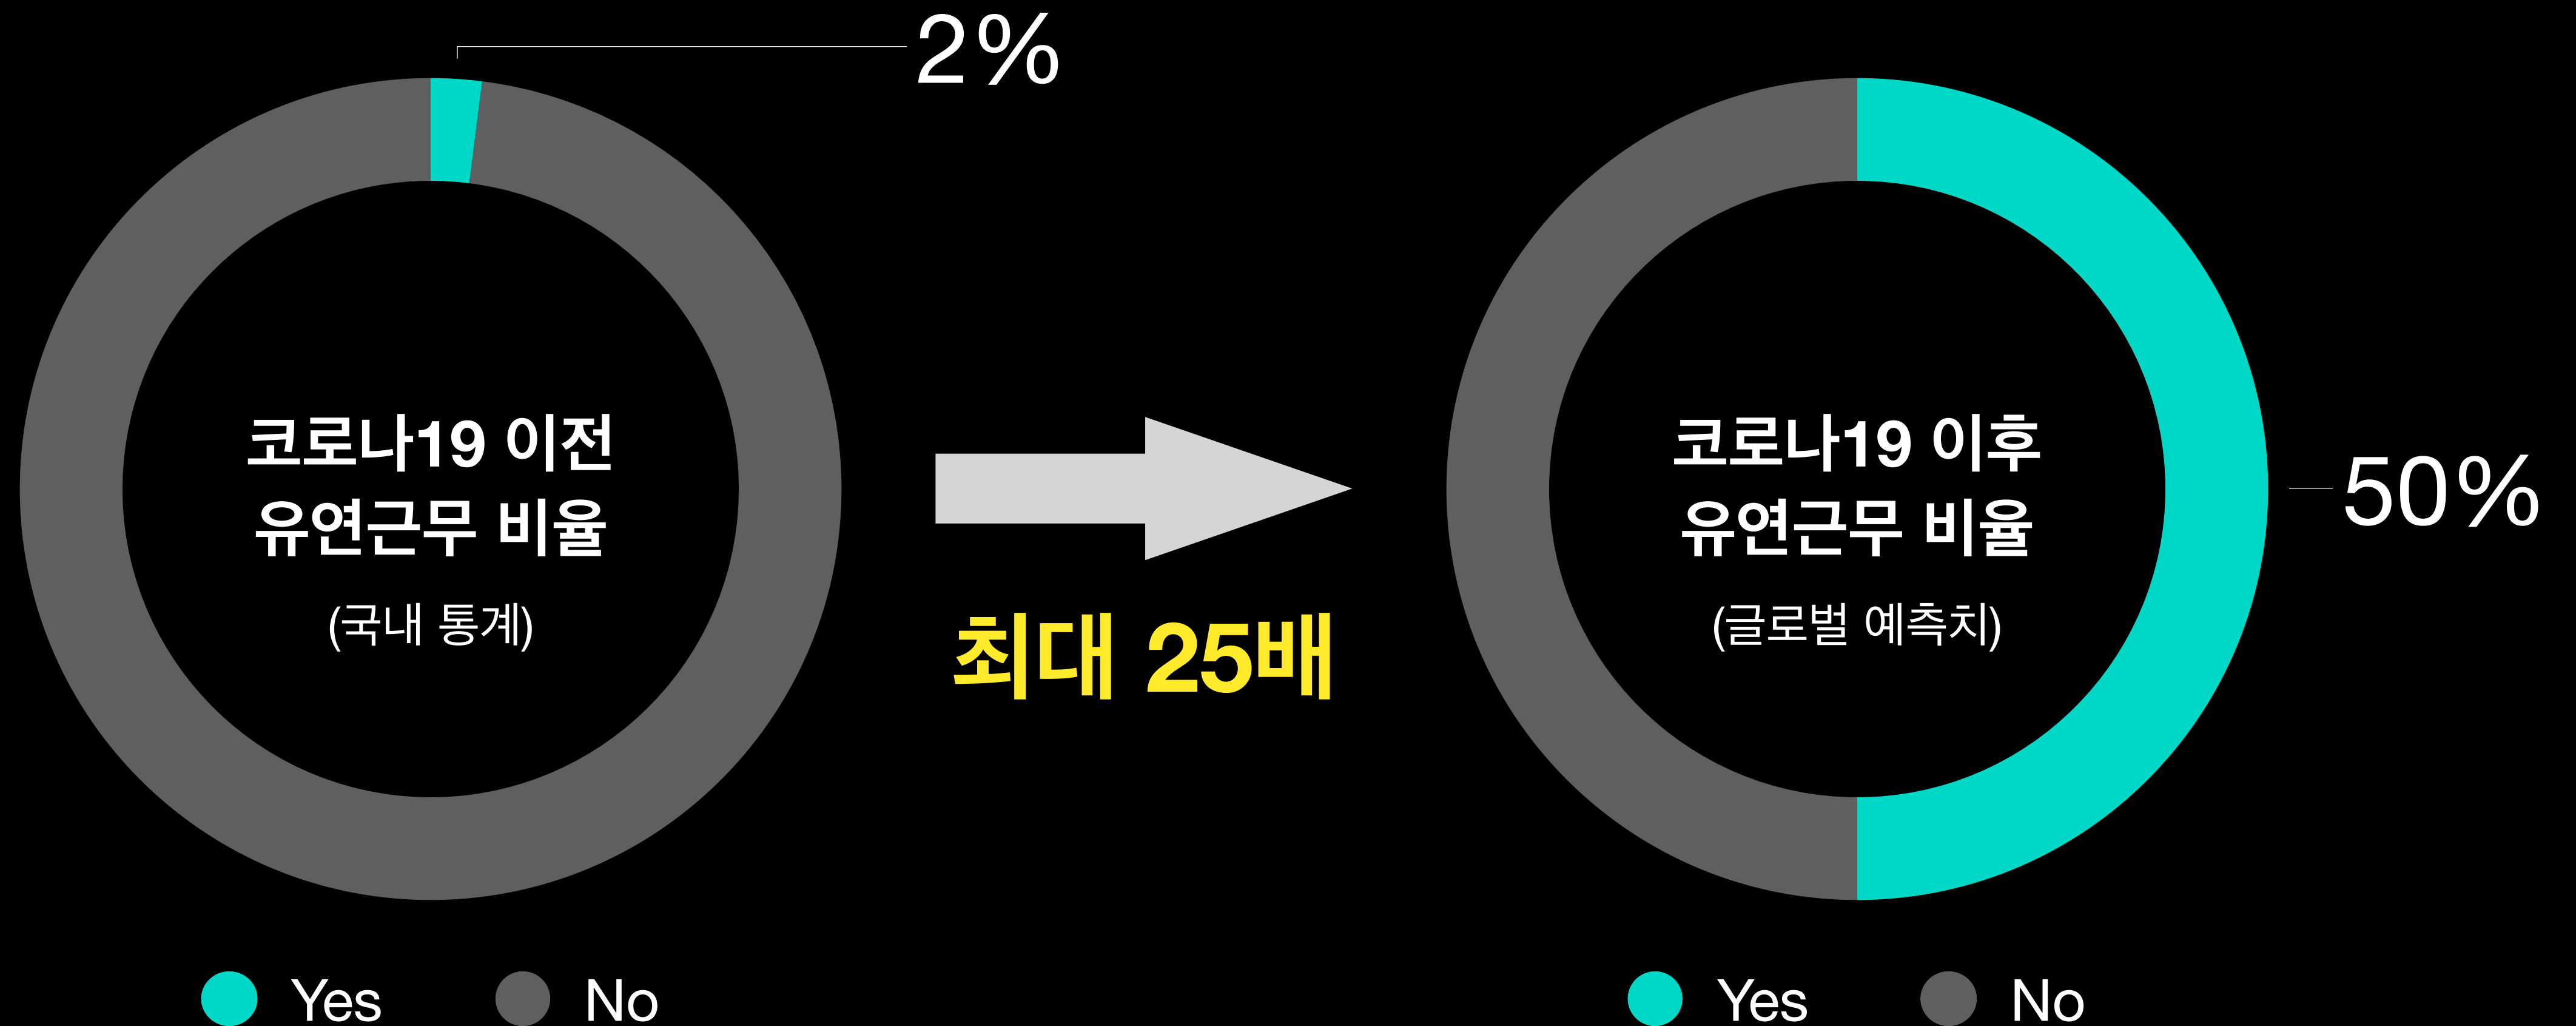 2%
코로나19 이전
유연근무 비율
(국내 통계)
Yes No
최대 25배
코로나19 이후
유연근무 비율
(글로벌 예측치)
50%
Yes No